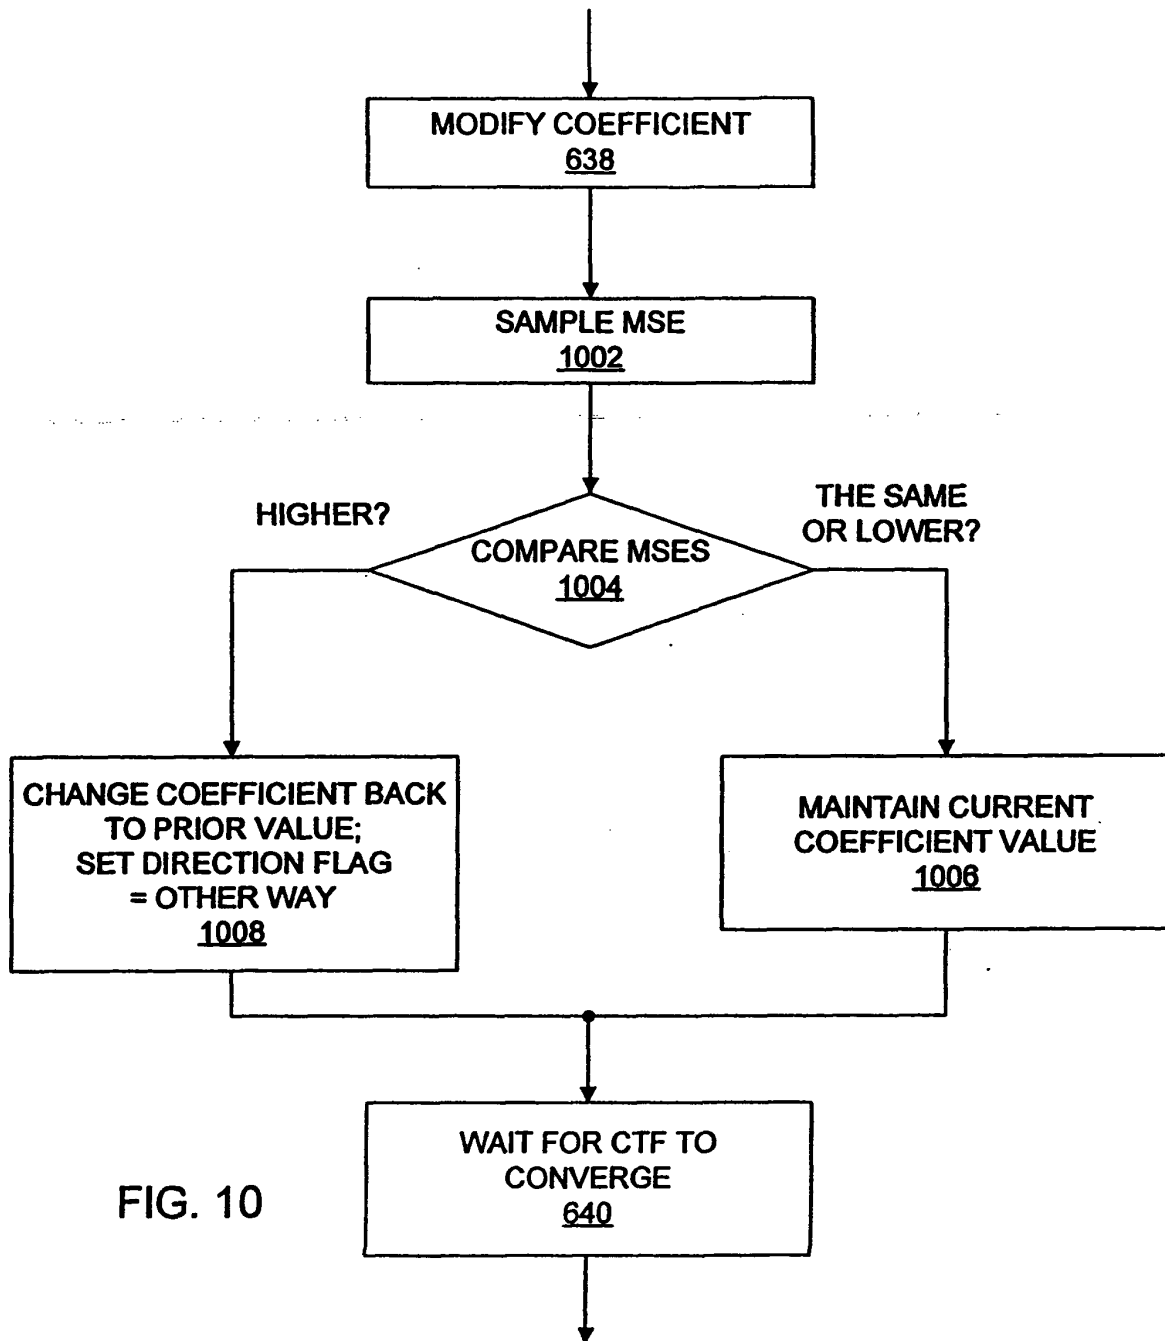 MODIFY COEFFICIENT
638
SAMPLE MSE
1002
HIGHER?
THE SAME
OR LOWER?
COMPARE MSES
1004
CHANGE COEFFICIENT BACK
TO PRIOR VALUE;
SET DIRECTION FLAG
= OTHER WAY
1008
MAINTAIN CURRENT
COEFFICIENT VALUE
1006
WAIT FOR CTF TO
CONVERGE
640
FIG. 10